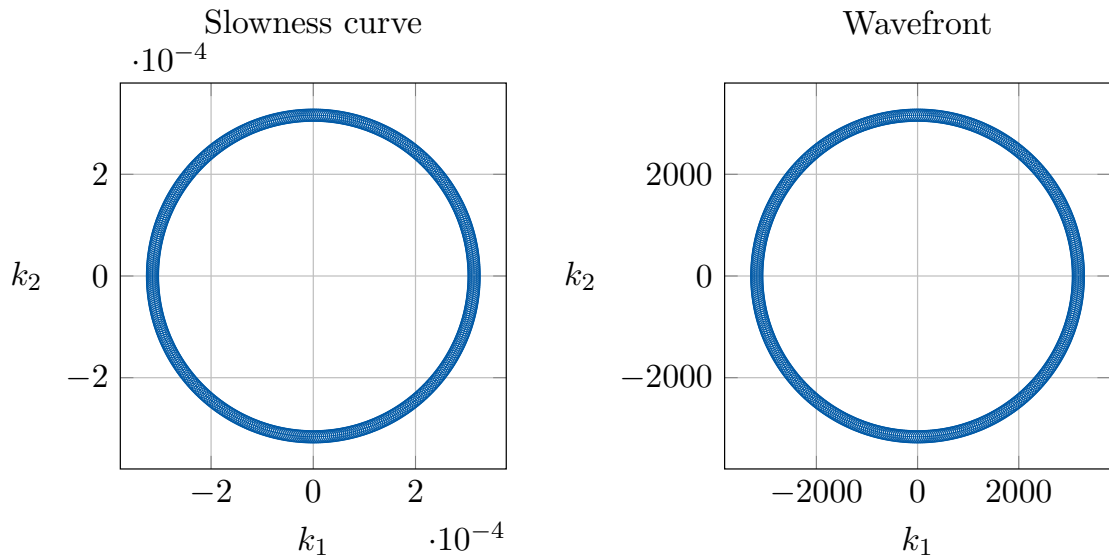 Slowness curve
·10⁻⁴
2
0
−2
k₂
−2 0 2
k₁ ·10⁻⁴
Wavefront
2000
0
−2000
k₂
−2000 0 2000
k₁